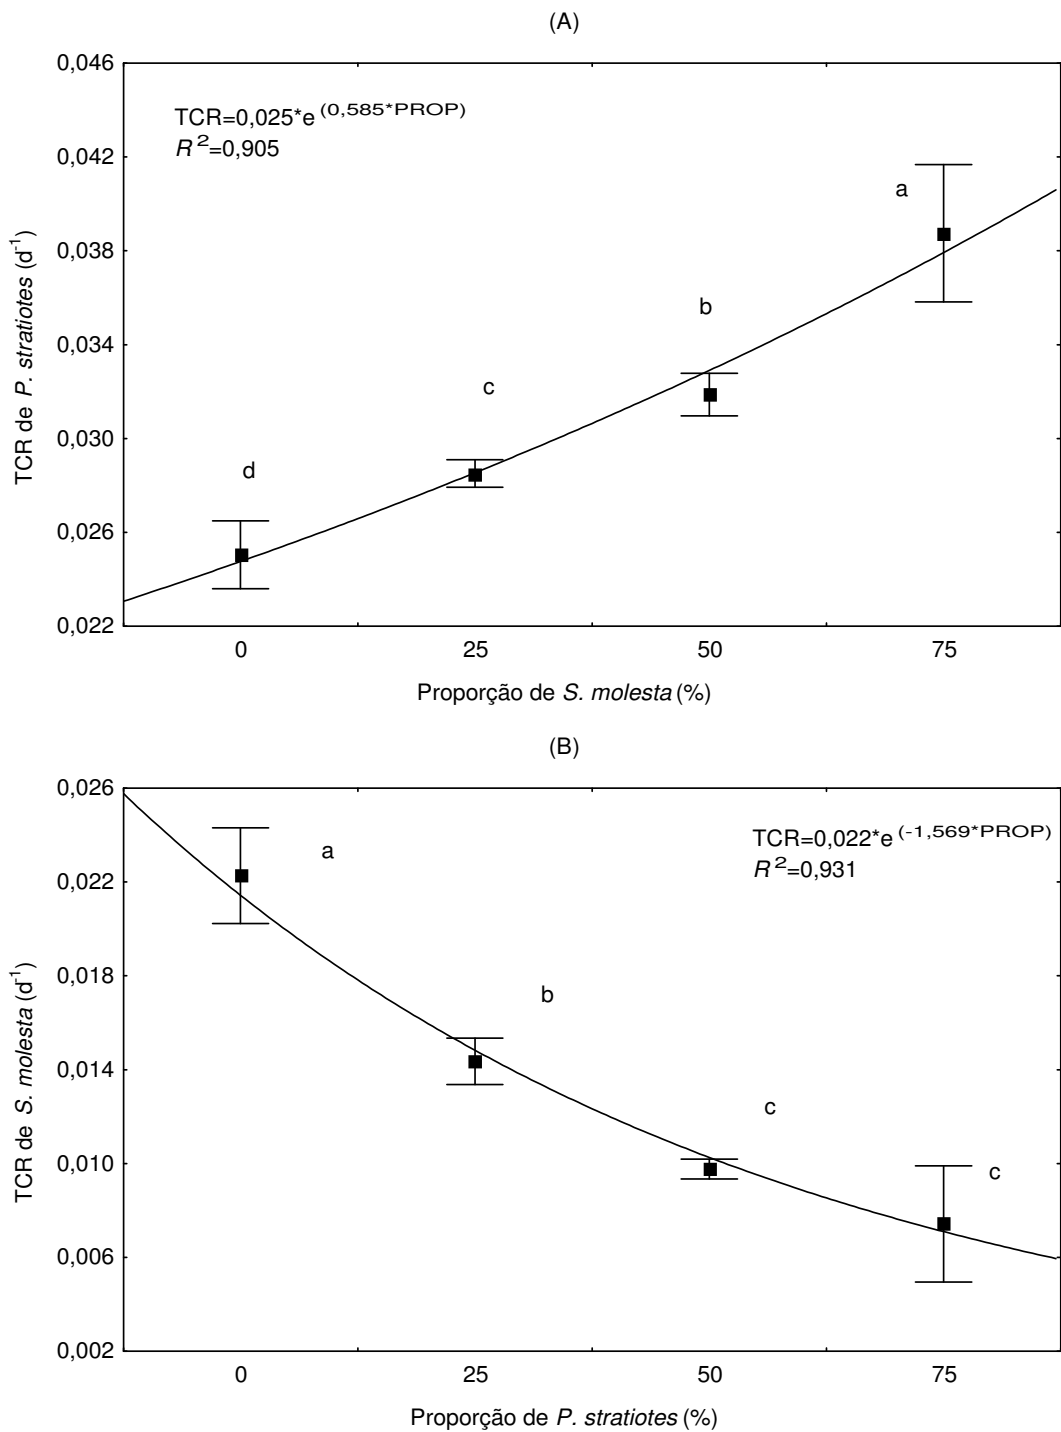 (A)
0,046
0,042
0,038
0,034
0,030
0,026
0,022
TCR de P. stratiotes (d-1)
TCR=0,025*e (0,585*PROP)
R 2=0,905
a
b
c
d
0 25 50 75
Proporção de S. molesta (%)
(B)
0,026
0,022
0,018
0,014
0,010
0,006
0,002
TCR de S. molesta (d-1)
TCR=0,022*e (-1,569*PROP)
R 2=0,931
a
b
c
c
0 25 50 75
Proporção de P. stratiotes (%)